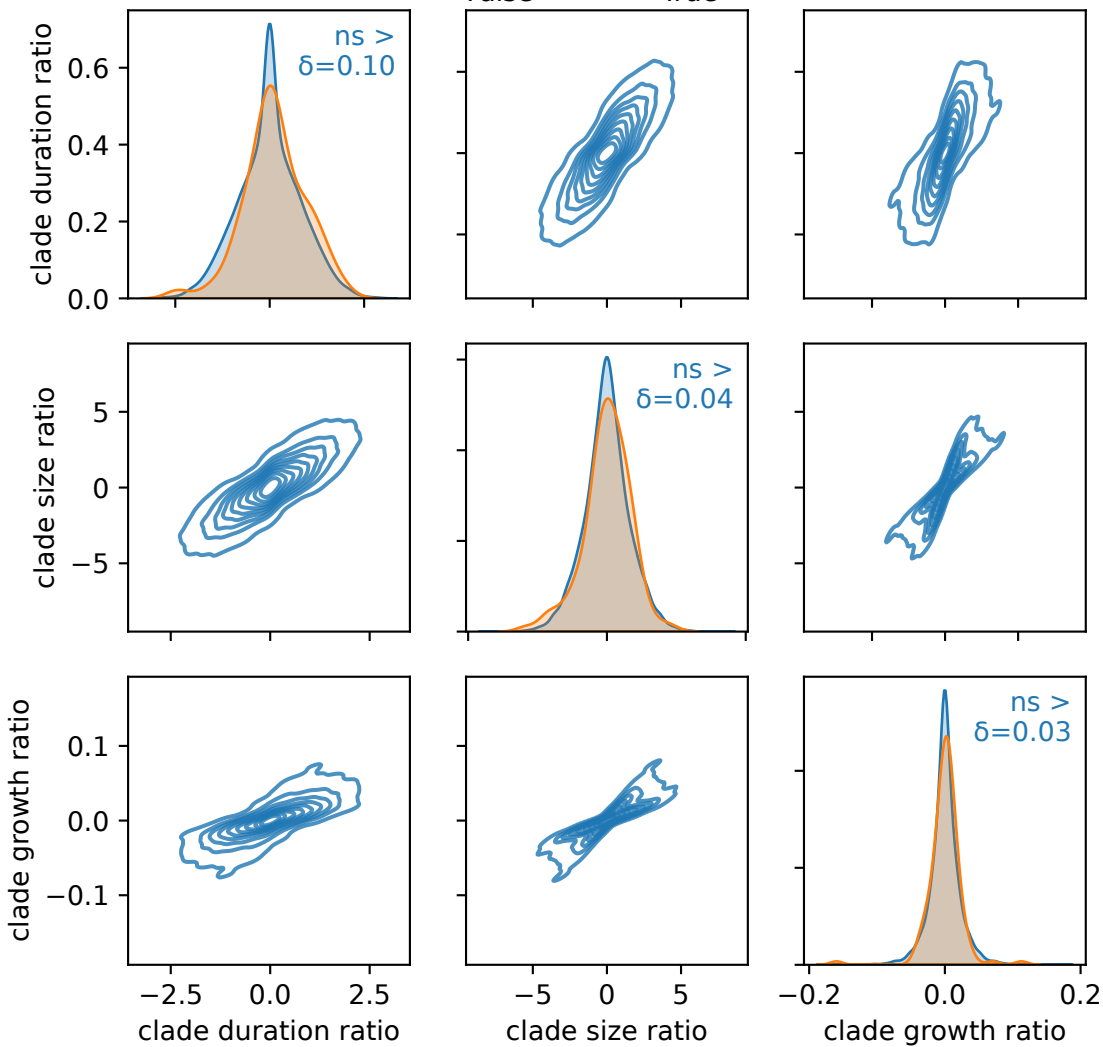 clade duration ratio
0.6
0.4
0.2
0.0
ns >
δ=0.10
clade size ratio
5
0
−5
ns >
δ=0.04
clade growth ratio
0.1
0.0
−0.1
ns >
δ=0.03
−2.5 0.0 2.5
clade duration ratio
−5 0 5
clade size ratio
−0.2 0.0 0.2
clade growth ratio